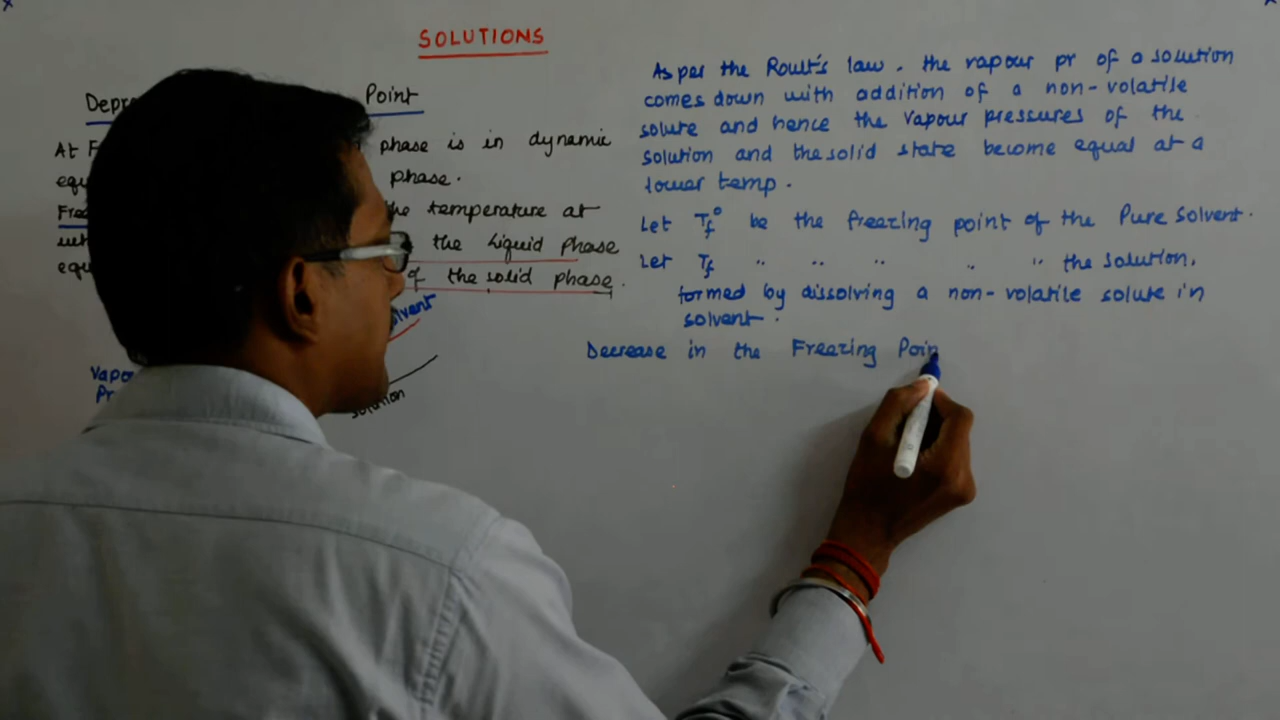 SOLUTIONS
Depr Point
At F phase is in dynamic
equ phase.
Free he temperature at
the Liquid phase
equ of the solid phase.
lvent
solution
Vapo
Pr
As per the Roult's law. the vapour pr of a solution
comes down with addition of a non-volatile
solute and hence the vapour pressures of the
solution and the solid state become equal at a
lower temp.
Let Tf° be the freezing point of the Pure Solvent.
Let Tf " " " " " the solution,
formed by dissolving a non-volatile solute in
solvent.
Decrease in the Freezing Poin